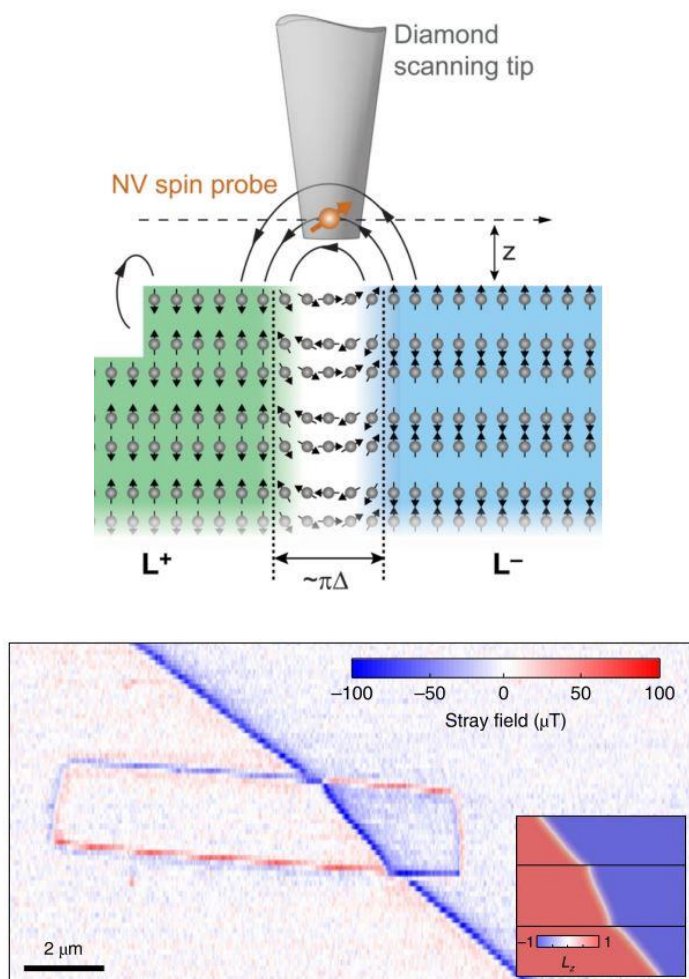 Diamond
scanning tip
NV spin probe
z
L+
~πΔ
L–
–100 –50 0 50 100
Stray field (μT)
2 μm
–1 1
Lz